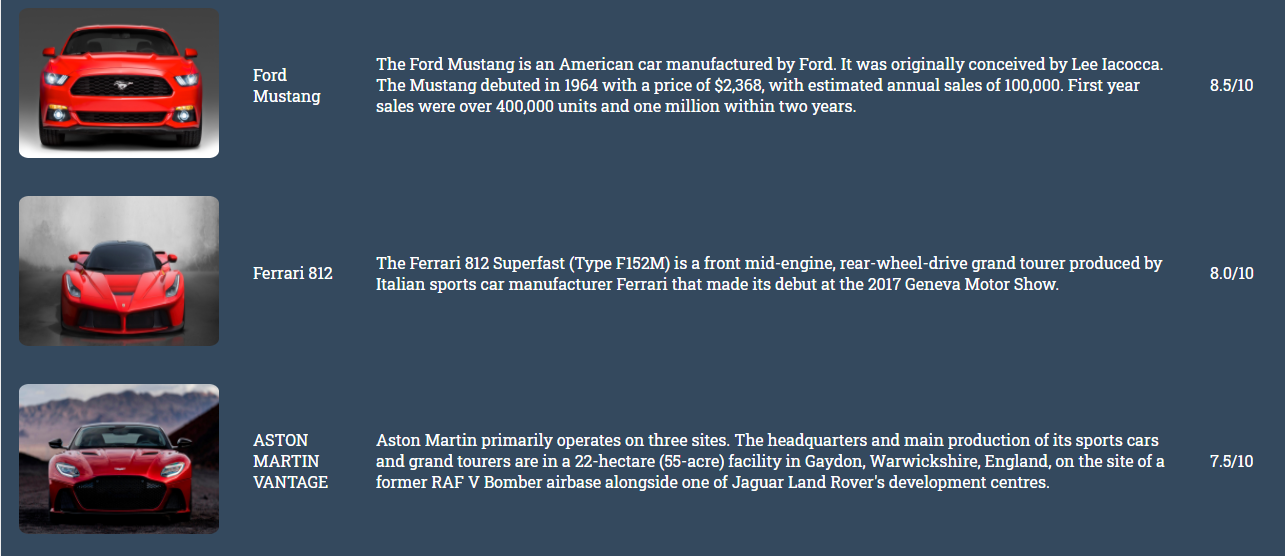 Ford
Mustang
The Ford Mustang is an American car manufactured by Ford. It was originally conceived by Lee Iacocca.
The Mustang debuted in 1964 with a price of $2,368, with estimated annual sales of 100,000. First year
sales were over 400,000 units and one million within two years.
8.5/10
Ferrari 812
The Ferrari 812 Superfast (Type F152M) is a front mid-engine, rear-wheel-drive grand tourer produced by
Italian sports car manufacturer Ferrari that made its debut at the 2017 Geneva Motor Show.
8.0/10
ASTON
MARTIN
VANTAGE
Aston Martin primarily operates on three sites. The headquarters and main production of its sports cars
and grand tourers are in a 22-hectare (55-acre) facility in Gaydon, Warwickshire, England, on the site of a
former RAF V Bomber airbase alongside one of Jaguar Land Rover's development centres.
7.5/10